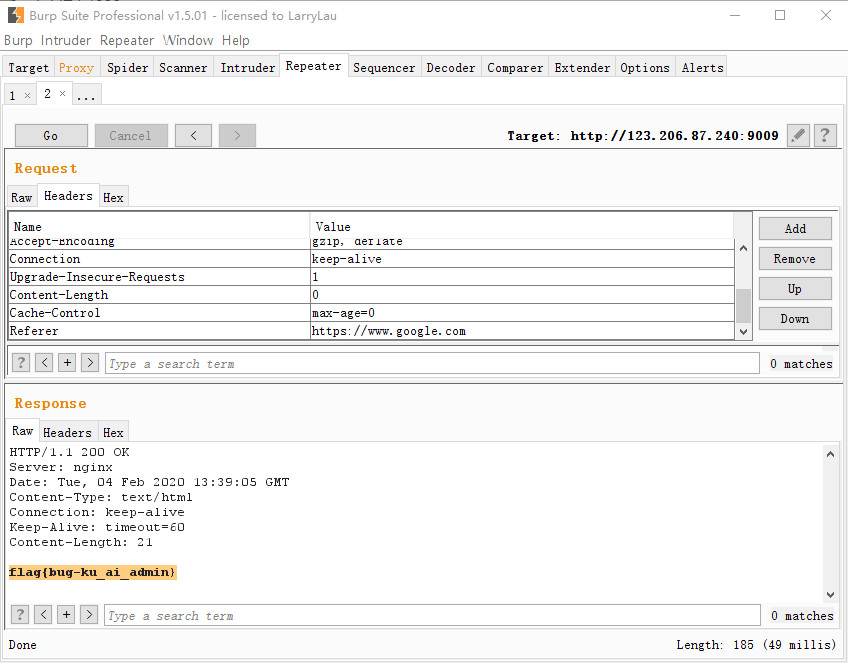 Burp Suite Professional v1.5.01 - licensed to LarryLau
Burp Intruder Repeater Window Help
Target Proxy Spider Scanner Intruder Repeater Sequencer Decoder Comparer Extender Options Alerts
1 × 2 × ...
Go Cancel < > Target: http://123.206.87.240:9009 ?
Request
Raw Headers Hex
Name Value
Accept-Encoding gzip, deflate
Connection keep-alive
Upgrade-Insecure-Requests 1
Content-Length 0
Cache-Control max-age=0
Referer https://www.google.com
Add
Remove
Up
Down
? < + > Type a search term 0 matches
Response
Raw Headers Hex
HTTP/1.1 200 OK
Server: nginx
Date: Tue, 04 Feb 2020 13:39:05 GMT
Content-Type: text/html
Connection: keep-alive
Keep-Alive: timeout=60
Content-Length: 21
flag{bug-ku_ai_admin}
? < + > Type a search term 0 matches
Done Length: 185 (49 millis)